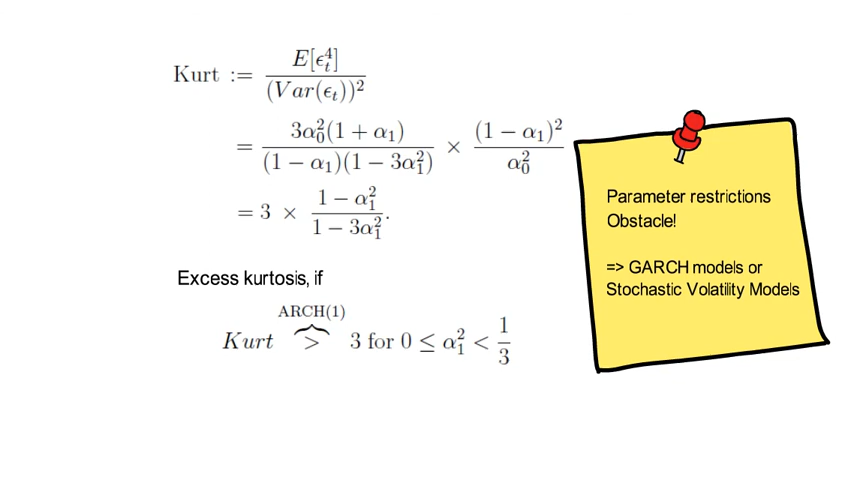 Kurt := E[ϵ_t^4] / (Var(ϵ_t))^2
= 3α_0^2(1 + α_1) / (1 − α_1)(1 − 3α_1^2) × (1 − α_1)^2 / α_0^2
= 3 × 1 − α_1^2 / 1 − 3α_1^2.
Excess kurtosis, if
ARCH(1)
Kurt > 3 for 0 ≤ α_1^2 < 1/3
Parameter restrictions
Obstacle!
=> GARCH models or
Stochastic Volatility Models